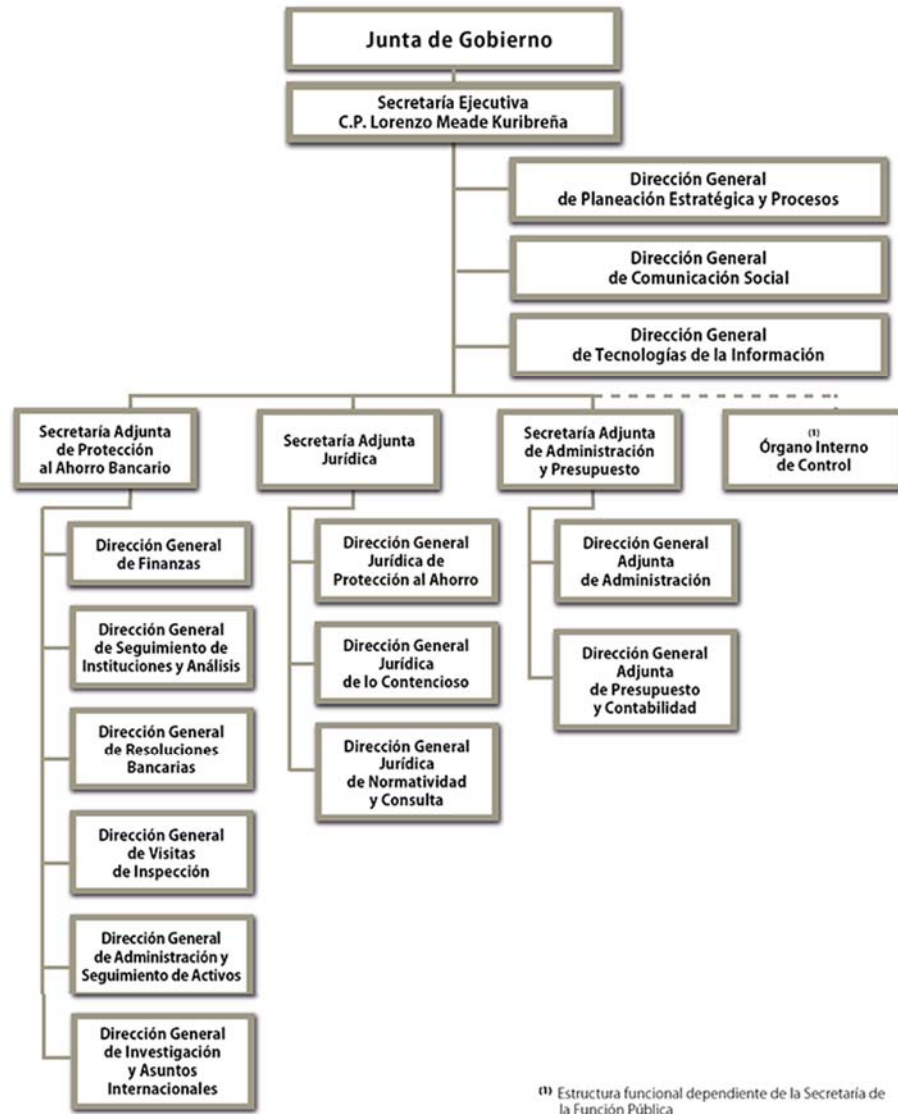 Junta de Gobierno
Secretaría Ejecutiva
C.P. Lorenzo Meade Kuribreña
Dirección General
de Planeación Estratégica y Procesos
Dirección General
de Comunicación Social
Dirección General
de Tecnologías de la Información
Secretaría Adjunta
de Protección
al Ahorro Bancario
Secretaría Adjunta
Jurídica
Secretaría Adjunta
de Administración
y Presupuesto
(1)
Órgano Interno
de Control
Dirección General
de Finanzas
Dirección General
de Seguimiento de
Instituciones y Análisis
Dirección General
de Resoluciones
Bancarias
Dirección General
de Visitas
de Inspección
Dirección General
de Administración y
Seguimiento de Activos
Dirección General
de Investigación
y Asuntos
Internacionales
Dirección General
Jurídica de
Protección al Ahorro
Dirección General
Jurídica
de lo Contencioso
Dirección General
Jurídica
de Normatividad
y Consulta
Dirección General
Adjunta
de Administración
Dirección General
Adjunta
de Presupuesto
y Contabilidad
(1) Estructura funcional dependiente de la Secretaría de
la Función Pública